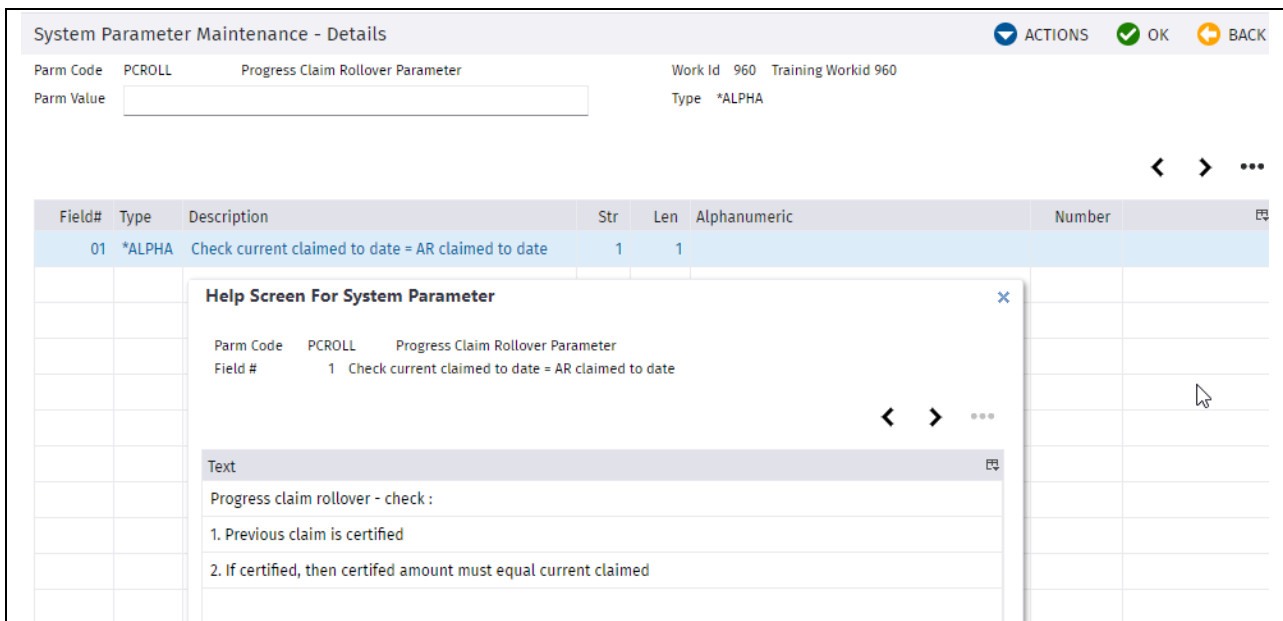 System Parameter Maintenance - Details ACTIONS OK BACK
Parm Code PCROLL Progress Claim Rollover Parameter Work Id 960 Training Workid 960
Parm Value Type *ALPHA
Field# Type Description Str Len Alphanumeric Number
01 *ALPHA Check current claimed to date = AR claimed to date 1 1
Help Screen For System Parameter
Parm Code PCROLL Progress Claim Rollover Parameter
Field # 1 Check current claimed to date = AR claimed to date
Text
Progress claim rollover - check :
1. Previous claim is certified
2. If certified, then certifed amount must equal current claimed